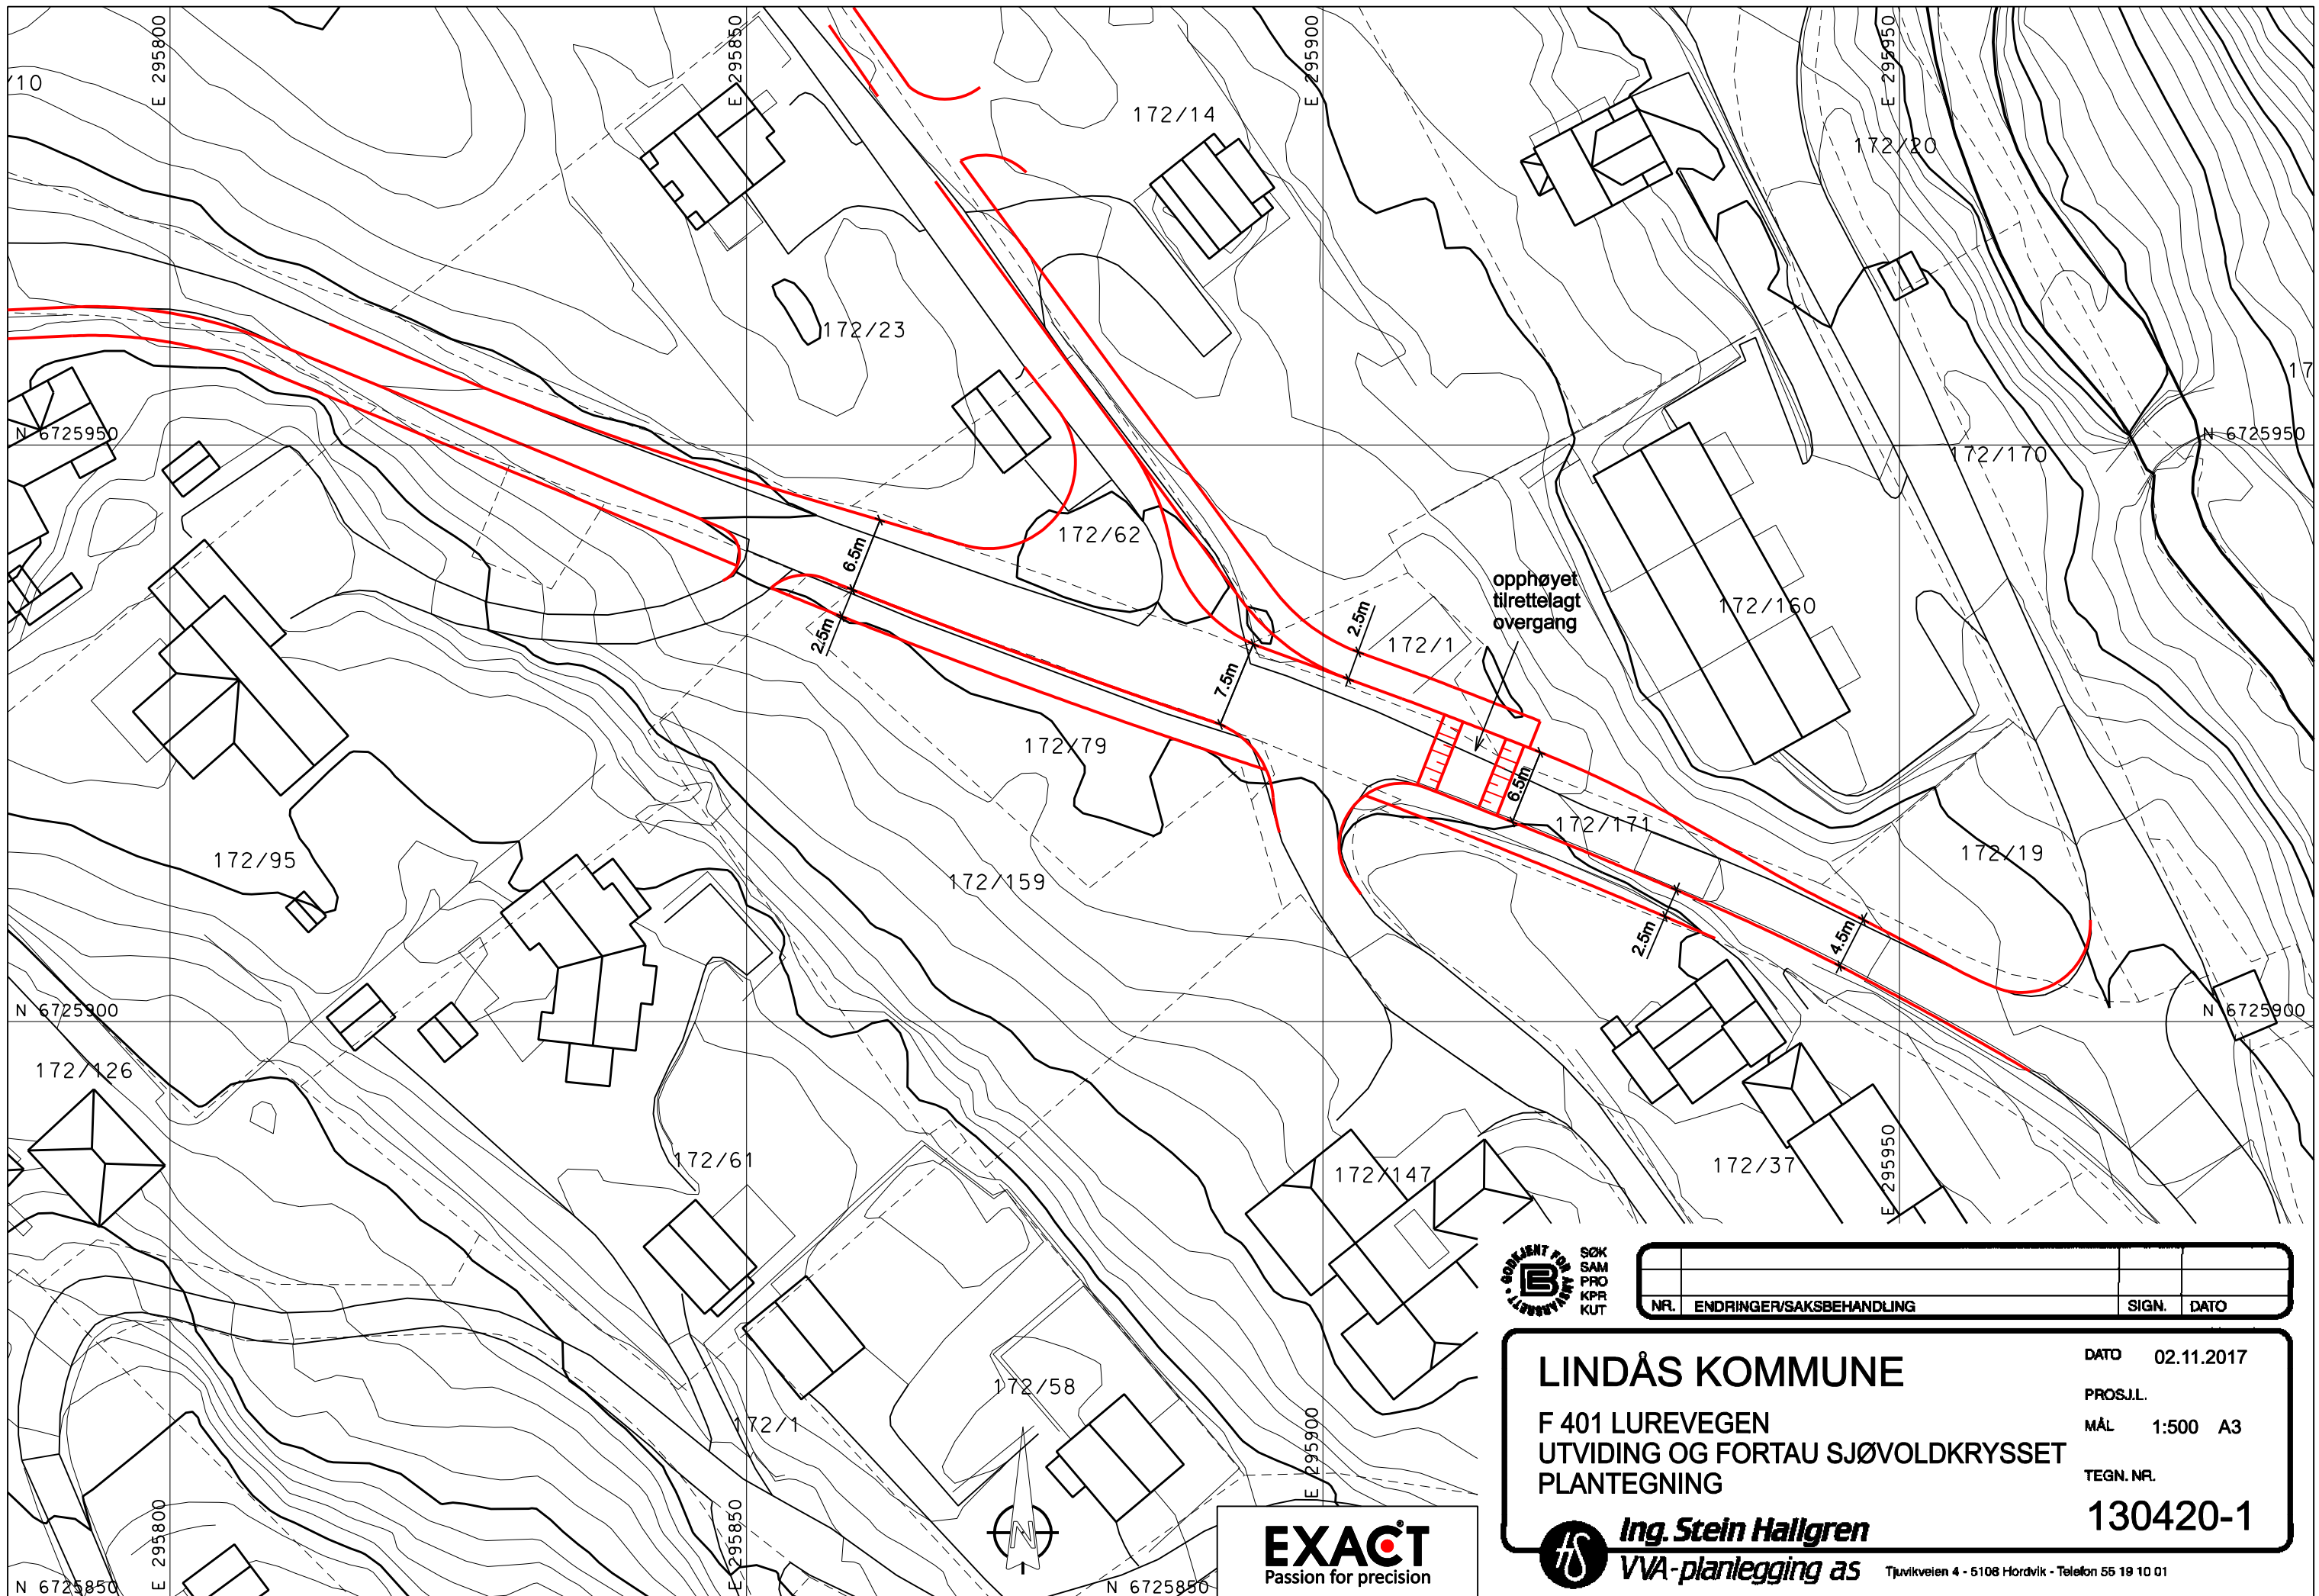 E 295800
E 295850
E 295900
E 295950
/10
172/14
172/20
172/23
17
N 6725950
N 6725950
172/170
172/62
6.5m
2.5m
opphøyet
tilrettelagt
overgang
2.5m
172/1
172/160
7.5m
172/79
6.5m
172/171
172/19
172/95
172/159
2.5m
4.5m
N 6725900
N 6725900
172/126
172/61
172/147
172/37
E 295950
172/58
172/1
E 295800
E 295850
E 295900
N 6725850
N 6725850
N
GODKJENT FOR ANSVARSRETT
SØK
SAM
PRO
KPR
KUT
NR. ENDRINGER/SAKSBEHANDLING SIGN. DATO
LINDÅS KOMMUNE
F 401 LUREVEGEN
UTVIDING OG FORTAU SJØVOLDKRYSSET
PLANTEGNING
DATO 02.11.2017
PROSJ.L.
MÅL 1:500 A3
TEGN. NR.
130420-1
Ing. Stein Hallgren
VVA-planlegging as
Tjuvikveien 4 - 5108 Hordvik - Telefon 55 19 10 01
EXACT
Passion for precision